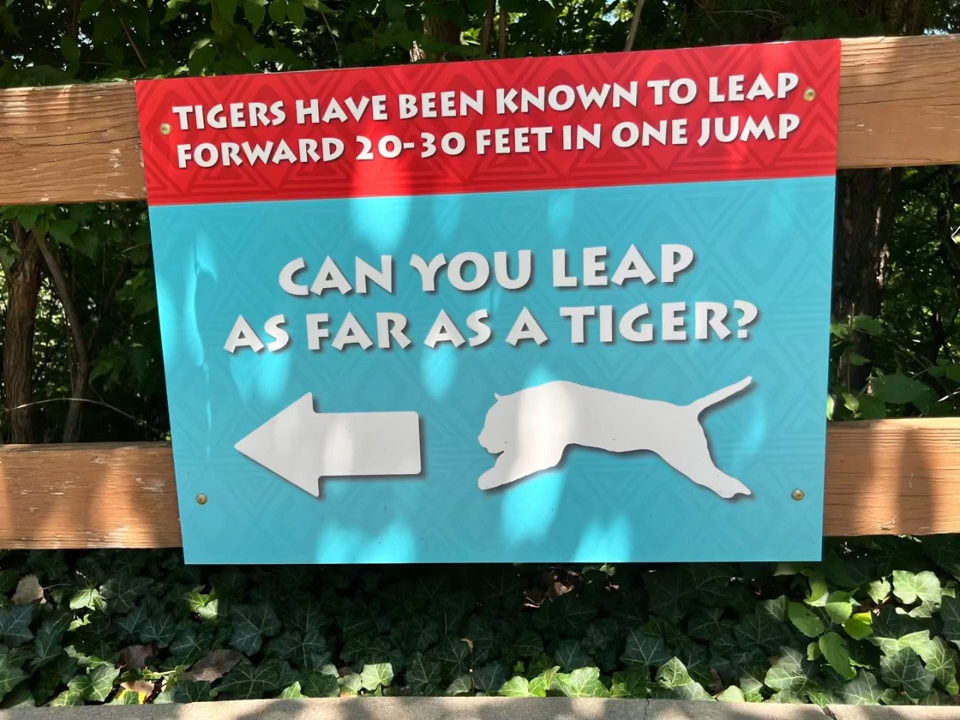 TIGERS HAVE BEEN KNOWN TO LEAP
FORWARD 20-30 FEET IN ONE JUMP
CAN YOU LEAP
AS FAR AS A TIGER?